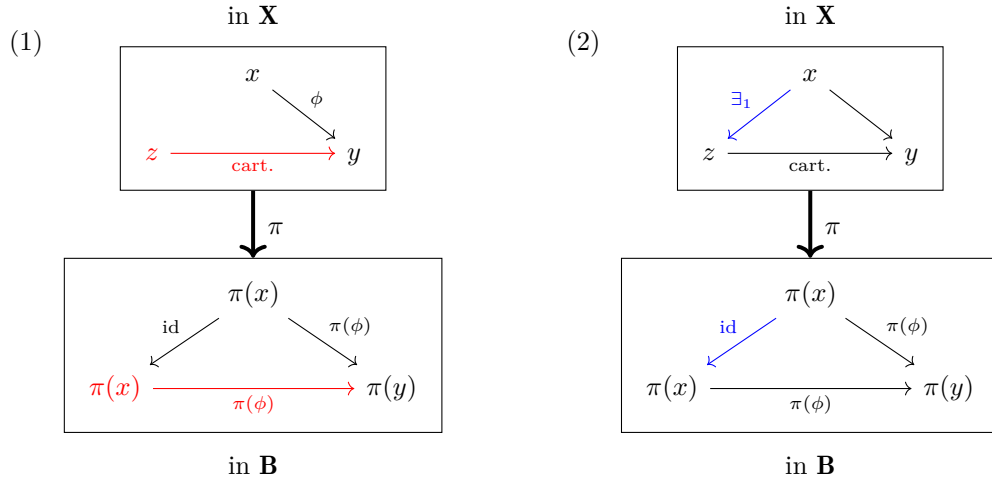 in X in X
(1) (2)
x x
ϕ ∃₁
z cart. y z cart. y
π π
π(x) π(x)
id π(ϕ) id π(ϕ)
π(x) π(ϕ) π(y) π(x) π(ϕ) π(y)
in B in B